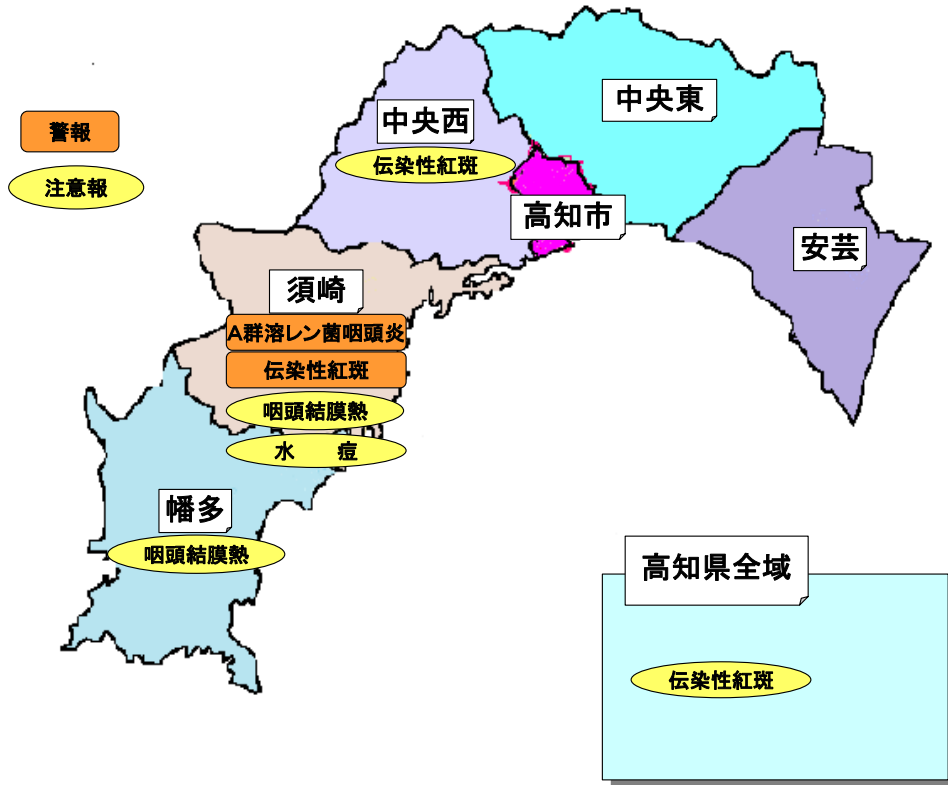 警報
注意報
中央西
伝染性紅斑
中央東
高知市
安芸
須崎
A群溶レン菌咽頭炎
伝染性紅斑
咽頭結膜熱
水　痘
幡多
咽頭結膜熱
高知県全域
伝染性紅斑